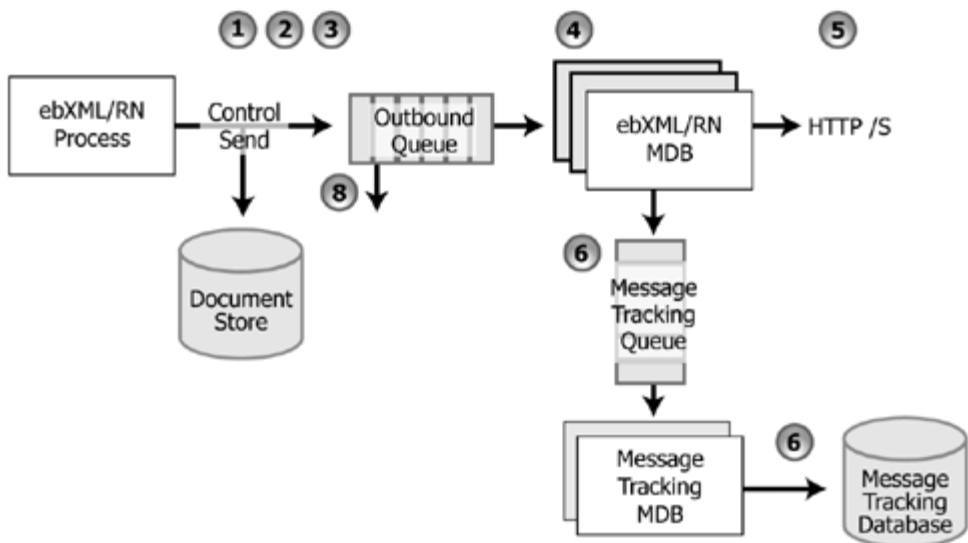 1 2 3 4 5
ebXML/RN
Process
Control
Send
Outbound
Queue
ebXML/RN
MDB
HTTP /S
8
Document
Store
6
Message
Tracking
Queue
Message
Tracking
MDB
6
Message
Tracking
Database